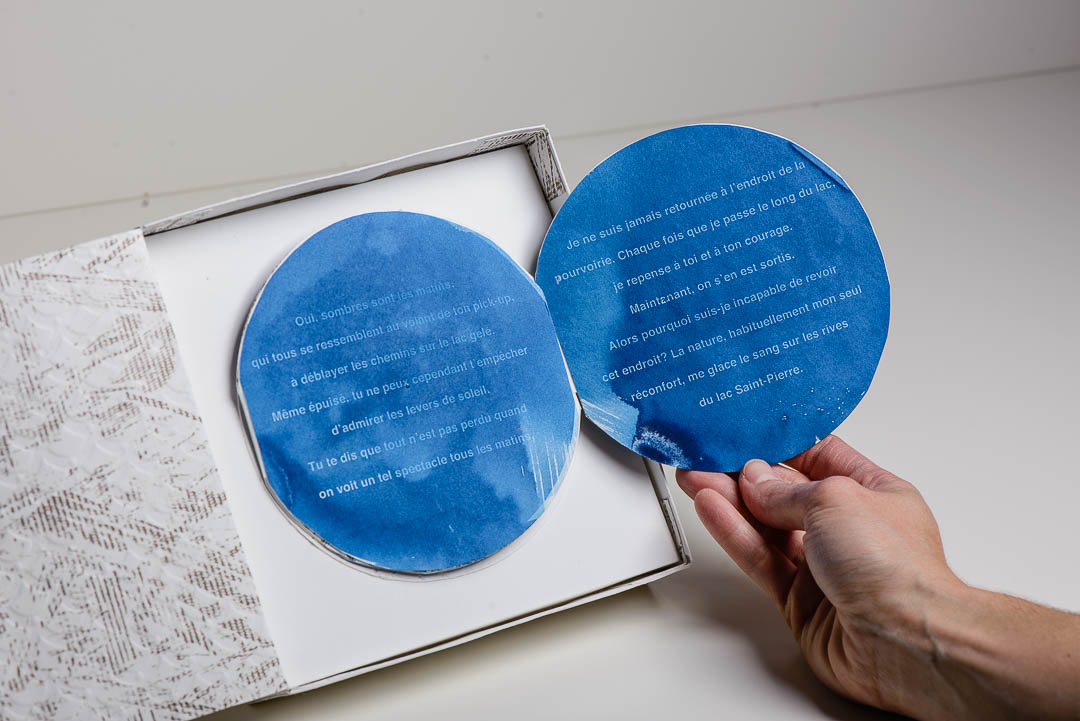 Oui, sombres sont les matins,
qui tous se ressemblent au volant de ton pick-up,
à déblayer les chemins sur le lac gelé.
Même épuisé, tu ne peux cependant t'empêcher
d'admirer les levers de soleil.
Tu te dis que tout n'est pas perdu quand
on voit un tel spectacle tous les matins.
Je ne suis jamais retournée à l'endroit de la
pourvoirie. Chaque fois que je passe le long du lac,
je repense à toi et à ton courage.
Maintenant, on s'en est sortis.
Alors pourquoi suis-je incapable de revoir
cet endroit? La nature, habituellement mon seul
réconfort, me glace le sang sur les rives
du lac Saint-Pierre.